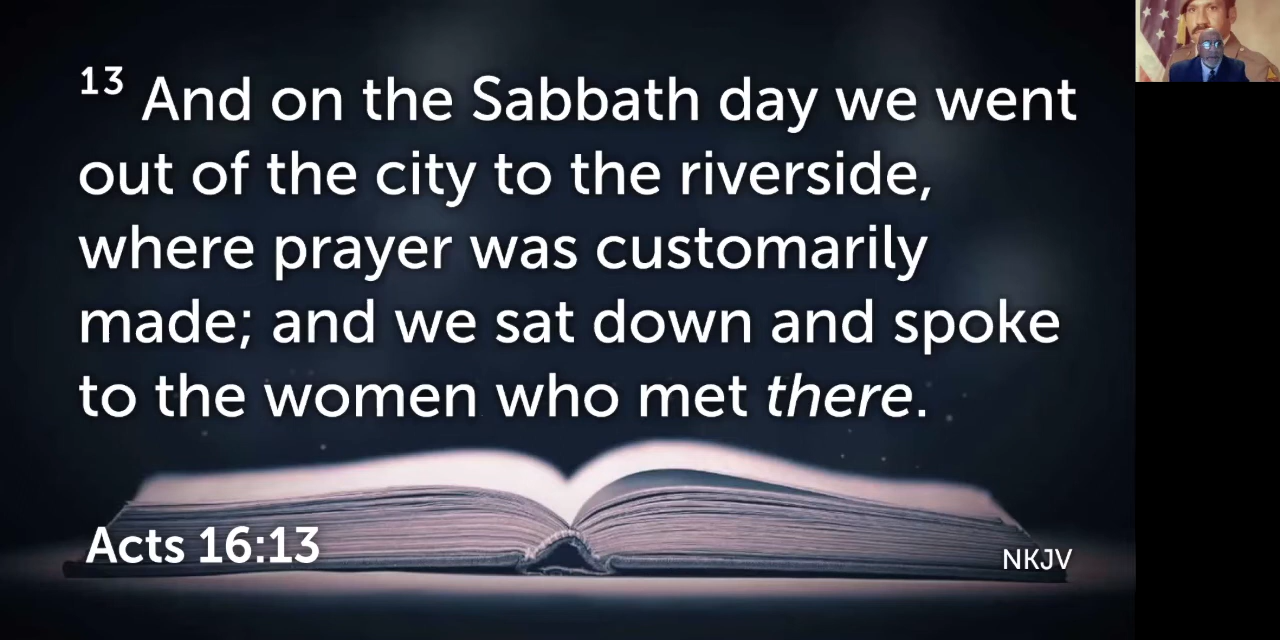 13 And on the Sabbath day we went
out of the city to the riverside,
where prayer was customarily
made; and we sat down and spoke
to the women who met there.
Acts 16:13
NKJV